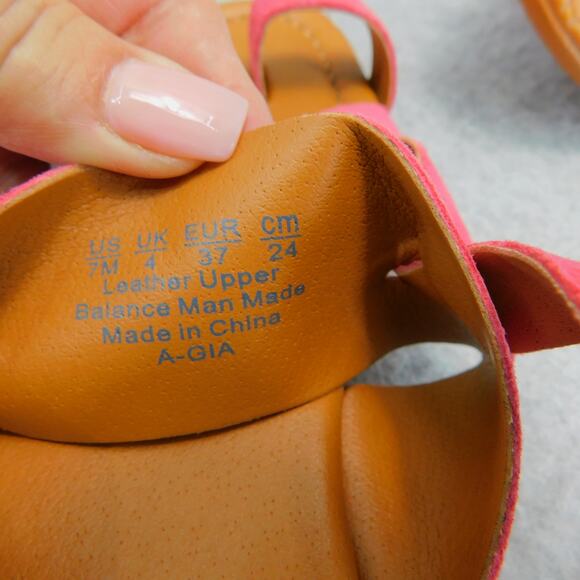 US UK EUR cm
7M 4 37 24
Leather Upper
Balance Man Made
Made in China
A-GIA